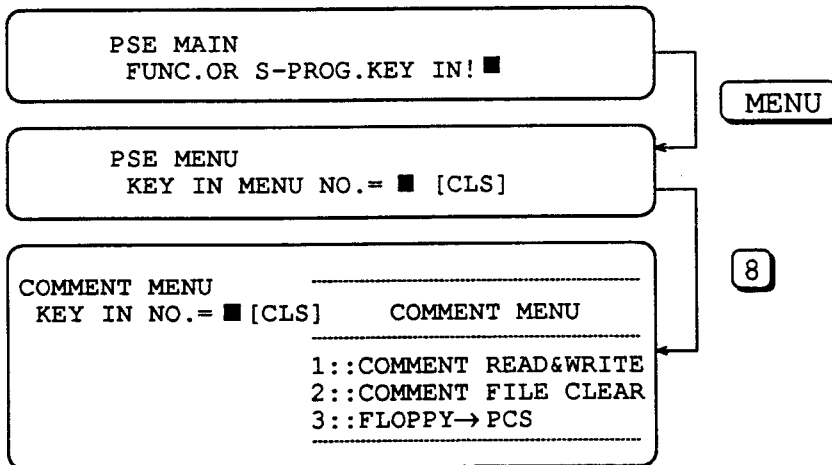 PSE MAIN
FUNC.OR S-PROG.KEY IN!■
MENU
PSE MENU
KEY IN MENU NO.= ■ [CLS]
8
COMMENT MENU
KEY IN NO.= ■ [CLS]
COMMENT MENU
1::COMMENT READ&WRITE
2::COMMENT FILE CLEAR
3::FLOPPY→PCS